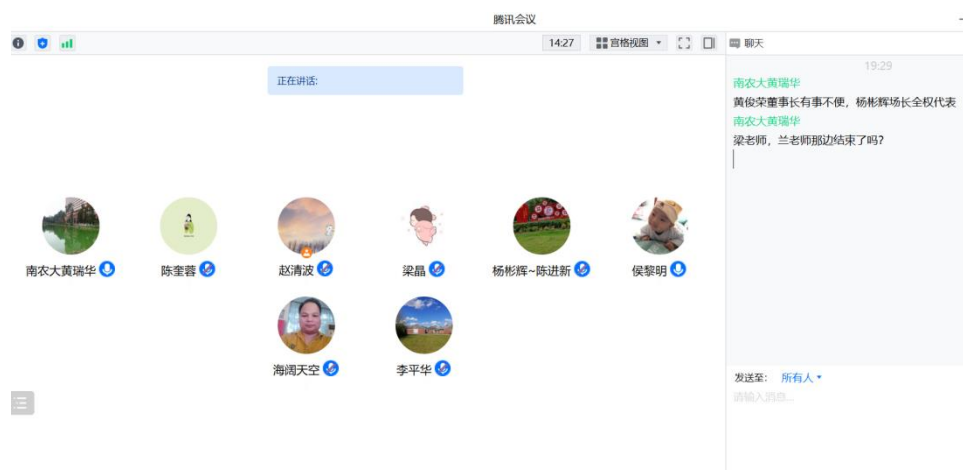 腾讯会议
14:27
宫格视图
聊天
正在讲话:
19:29
南农大黄瑞华
黄俊荣董事长有事不便，杨彬辉场长全权代表
南农大黄瑞华
梁老师，兰老师那边结束了吗?
南农大黄瑞华
陈奎蓉
赵清波
梁晶
杨彬辉~陈进新
侯黎明
海阔天空
李平华
发送至: 所有人
请输入消息...